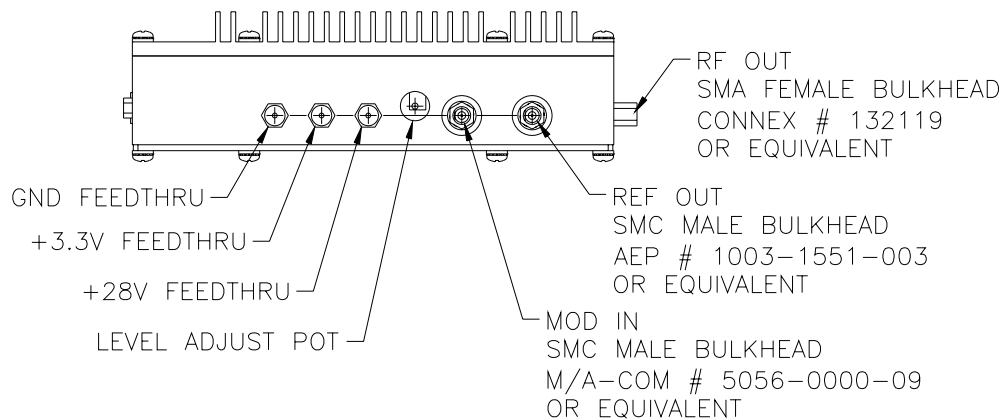 RF OUT
SMA FEMALE BULKHEAD
CONNEX # 132119
OR EQUIVALENT
GND FEEDTHRU
+3.3V FEEDTHRU
+28V FEEDTHRU
LEVEL ADJUST POT
REF OUT
SMC MALE BULKHEAD
AEP # 1003-1551-003
OR EQUIVALENT
MOD IN
SMC MALE BULKHEAD
M/A-COM # 5056-0000-09
OR EQUIVALENT